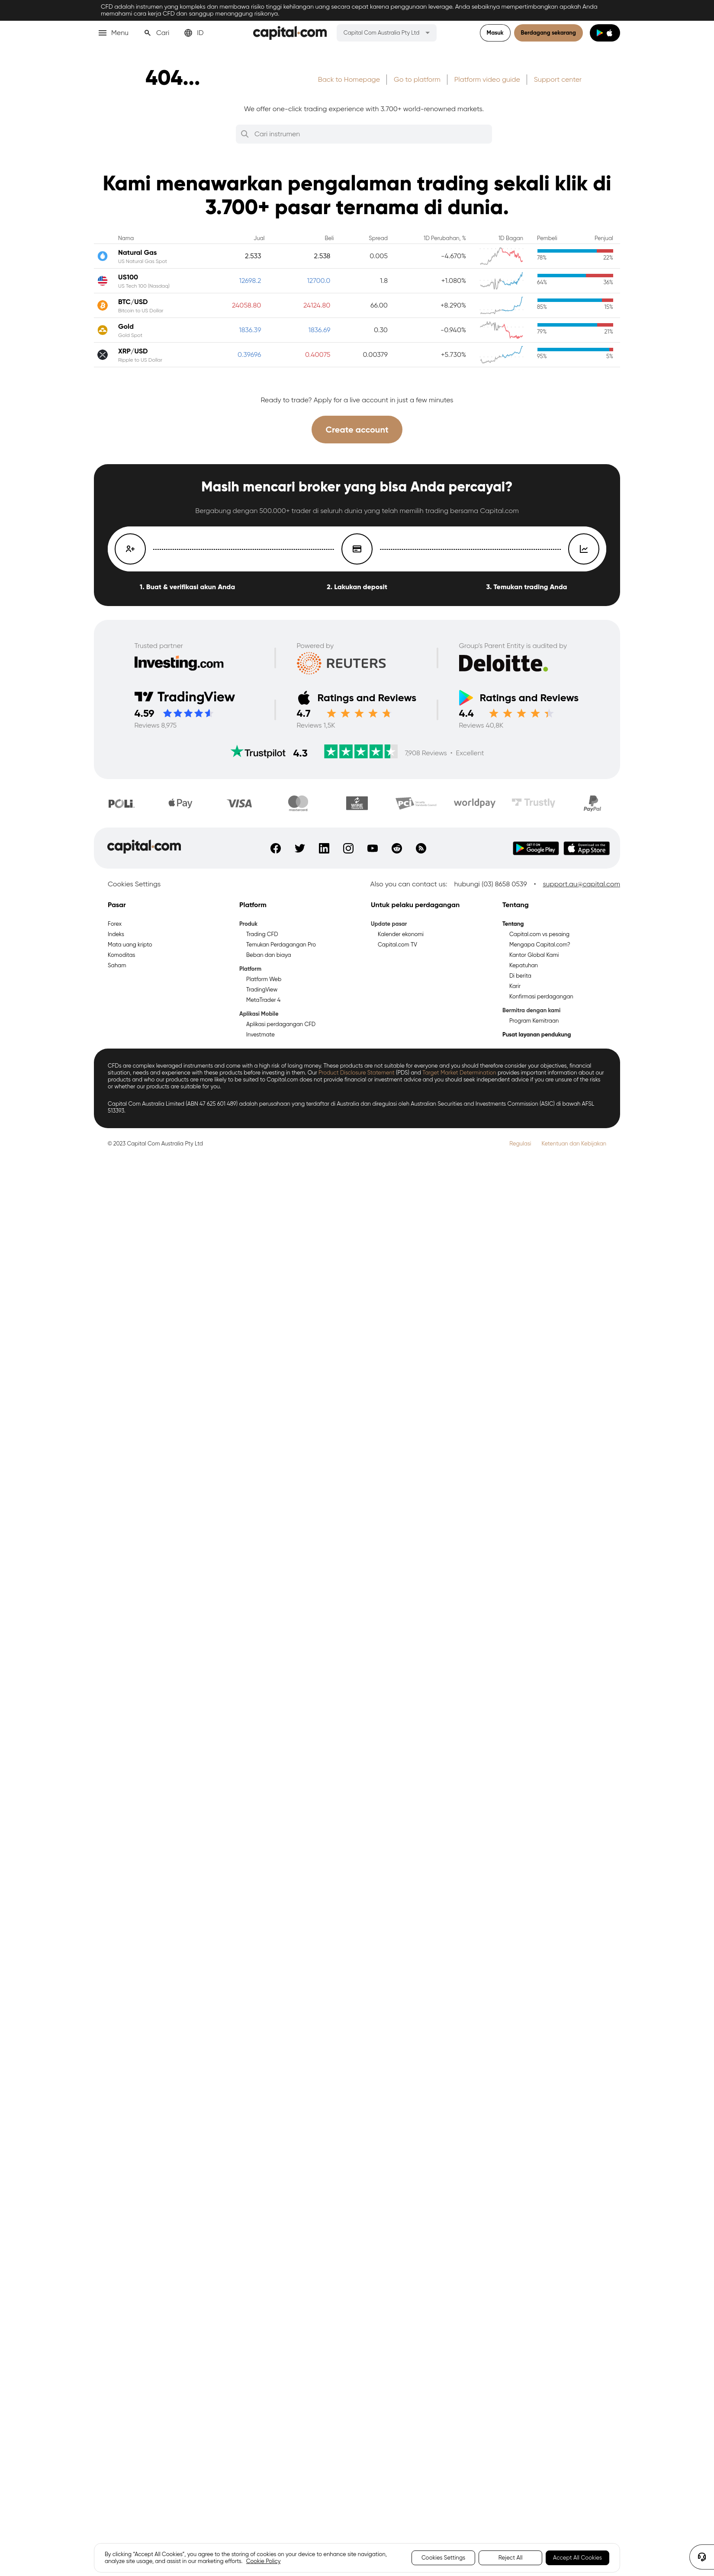 CFD adalah instrumen yang kompleks dan membawa risiko tinggi kehilangan uang secara cepat karena penggunaan leverage. Anda sebaiknya mempertimbangkan apakah Anda
memahami cara kerja CFD dan sanggup menanggung risikonya.
Menu Cari ID capital.com Capital Com Australia Pty Ltd Masuk Berdagang sekarang
404...
Back to Homepage Go to platform Platform video guide Support center
We offer one-click trading experience with 3.700+ world-renowned markets.
Cari instrumen
Kami menawarkan pengalaman trading sekali klik di
3.700+ pasar ternama di dunia.
Nama Jual Beli Spread 1D Perubahan, % 1D Bagan Pembeli Penjual
Natural Gas 2.533 2.538 0.005 -4.670% 78% 22%
US Natural Gas Spot
US100 12698.2 12700.0 1.8 +1.080% 64% 36%
US Tech 100 (Nasdaq)
BTC/USD 24058.80 24124.80 66.00 +8.290% 85% 15%
Bitcoin to US Dollar
Gold 1836.39 1836.69 0.30 -0.940% 79% 21%
Gold Spot
XRP/USD 0.39696 0.40075 0.00379 +5.730% 95% 5%
Ripple to US Dollar
Ready to trade? Apply for a live account in just a few minutes
Create account
Masih mencari broker yang bisa Anda percayai?
Bergabung dengan 500.000+ trader di seluruh dunia yang telah memilih trading bersama Capital.com
1. Buat & verifikasi akun Anda 2. Lakukan deposit 3. Temukan trading Anda
Trusted partner Powered by Group's Parent Entity is audited by
Investing.com REUTERS Deloitte.
TradingView Ratings and Reviews Ratings and Reviews
4.59 4.7 4.4
Reviews 8,975 Reviews 1,5K Reviews 40,8K
Trustpilot 4.3 7,908 Reviews • Excellent
POLi Pay VISA mastercard WIRE PCI worldpay Trustly PayPal
capital.com GET IT ON Google Play Download on the App Store
Cookies Settings Also you can contact us: hubungi (03) 8658 0539 • support.au@capital.com
Pasar
Forex
Indeks
Mata uang kripto
Komoditas
Saham
Platform
Produk
Trading CFD
Temukan Perdagangan Pro
Beban dan biaya
Platform
Platform Web
TradingView
MetaTrader 4
Aplikasi Mobile
Aplikasi perdagangan CFD
Investmate
Untuk pelaku perdagangan
Update pasar
Kalender ekonomi
Capital.com TV
Tentang
Tentang
Capital.com vs pesaing
Mengapa Capital.com?
Kantor Global Kami
Kepatuhan
Di berita
Karir
Konfirmasi perdagangan
Bermitra dengan kami
Program Kemitraan
Pusat layanan pendukung
CFDs are complex leveraged instruments and come with a high risk of losing money. These products are not suitable for everyone and you should therefore consider your objectives, financial
situation, needs and experience with these products before investing in them. Our Product Disclosure Statement (PDS) and Target Market Determination provides important information about our
products and who our products are more likely to be suited to Capital.com does not provide financial or investment advice and you should seek independent advice if you are unsure of the risks
or whether our products are suitable for you.
Capital Com Australia Limited (ABN 47 625 601 489) adalah perusahaan yang terdaftar di Australia dan diregulasi oleh Australian Securities and Investments Commission (ASIC) di bawah AFSL
513393.
© 2023 Capital Com Australia Pty Ltd Regulasi Ketentuan dan Kebijakan
By clicking "Accept All Cookies", you agree to the storing of cookies on your device to enhance site navigation,
analyze site usage, and assist in our marketing efforts. Cookie Policy
Cookies Settings Reject All Accept All Cookies